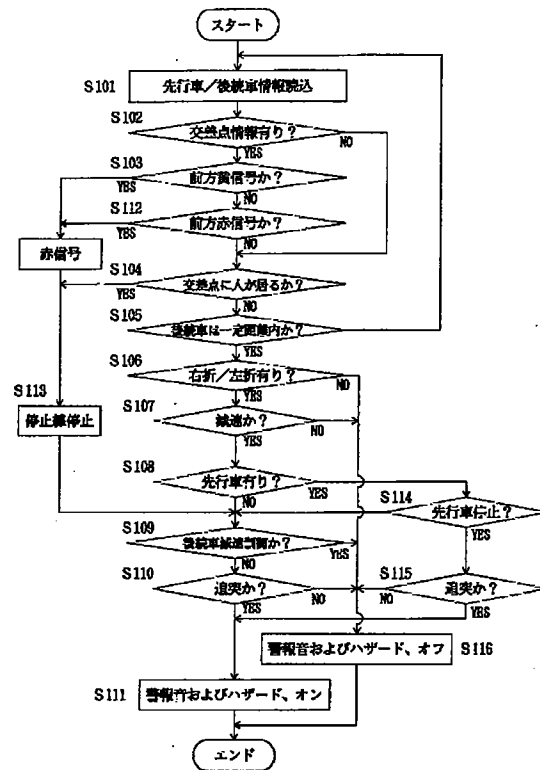 スタート
S101
先行車／後続車情報読込
S102
交差点情報有り？
NO
YES
S103
前方黄信号か？
YES
NO
S112
前方赤信号か？
YES
NO
赤信号
S104
交差点に人が居るか？
YES
NO
S105
後続車は一定距離内か？
YES
S106
右折／左折有り？
NO
YES
S113
停止線停止
S107
減速か？
NO
YES
S108
先行車有り？
YES
NO
S114
先行車停止？
YES
S109
後続車減速制御か？
YES
NO
S110
追突か？
NO
YES
S115
追突か？
NO
YES
警報音およびハザード、オフ
S116
S111
警報音およびハザード、オン
エンド